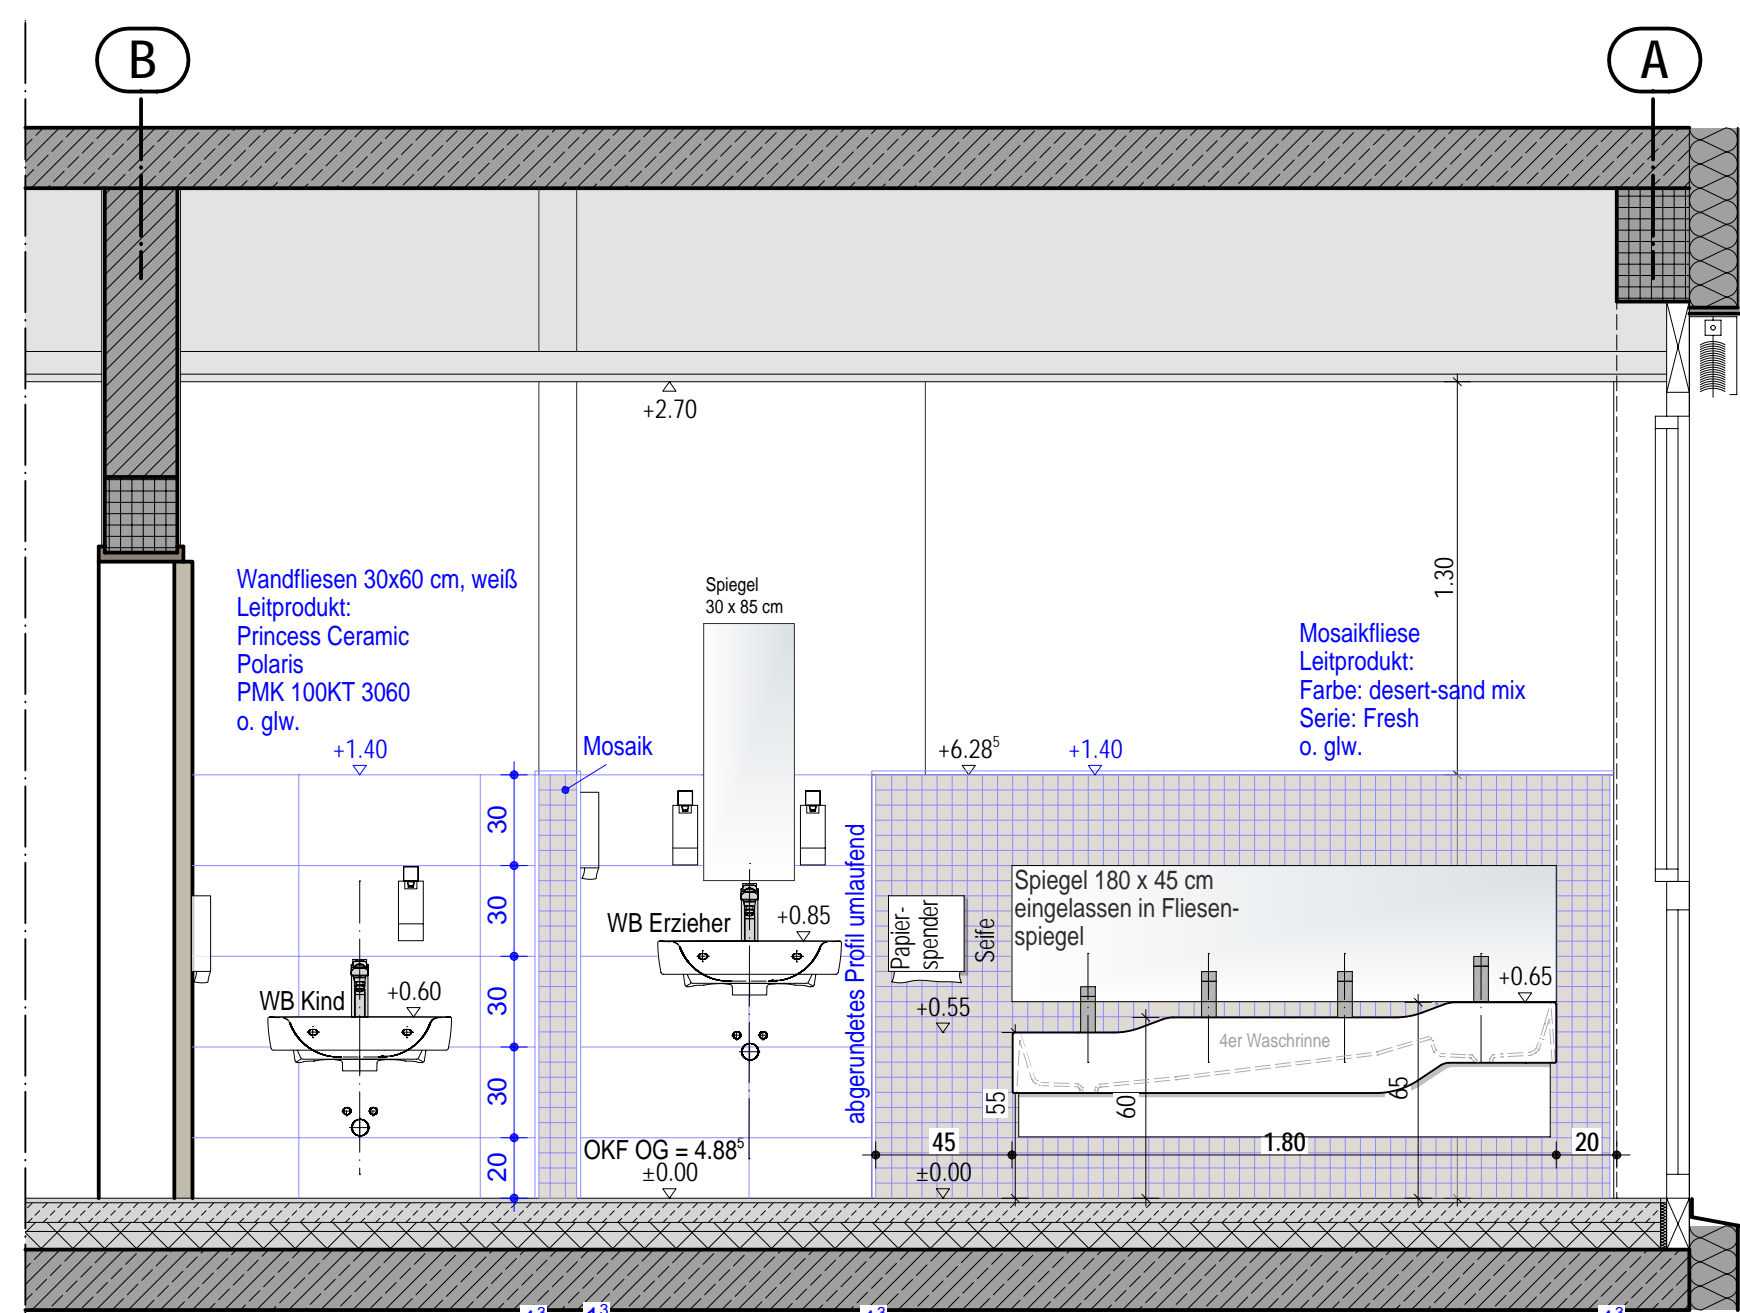 B
A
+2.70
Wandfliesen 30x60 cm, weiß
Leitprodukt:
Princess Ceramic
Polaris
PMK 100KT 3060
o. glw.
+1.40
Mosaik
Spiegel
30 x 85 cm
1.30
Mosaikfliese
Leitprodukt:
Farbe: desert-sand mix
Serie: Fresh
o. glw.
+6.28⁵
+1.40
30
30
30
30
20
WB Kind
+0.60
WB Erzieher
+0.85
abgerundetes Profil umlaufend
Papier-
spender
Seife
Spiegel 180 x 45 cm
eingelassen in Fliesen-
spiegel
+0.65
+0.55
4er Waschrinne
55
60
65
45
1.80
20
OKF OG = 4.88⁵
±0.00
±0.00